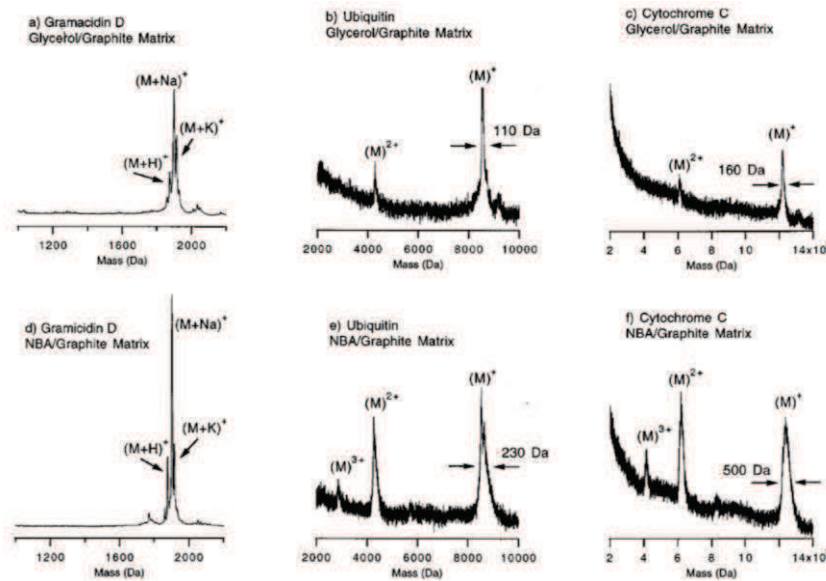 a) Gramacidin D
Glycerol/Graphite Matrix
(M+Na)+
(M+K)+
(M+H)+
1200 1600 2000
Mass (Da)
b) Ubiquitin
Glycerol/Graphite Matrix
(M)+
110 Da
(M)2+
2000 4000 6000 8000 10000
Mass (Da)
c) Cytochrome C
Glycerol/Graphite Matrix
(M)+
(M)2+
160 Da
2 4 6 8 10 14x10
Mass (Da)
d) Gramicidin D
NBA/Graphite Matrix
(M+Na)+
(M+K)+
(M+H)+
1200 1600 2000
Mass (Da)
e) Ubiquitin
NBA/Graphite Matrix
(M)+
(M)2+
230 Da
(M)3+
2000 4000 6000 8000 10000
Mass (Da)
f) Cytochrome C
NBA/Graphite Matrix
(M)2+
(M)+
(M)3+
500 Da
2 4 6 8 10 14x10
Mass (Da)